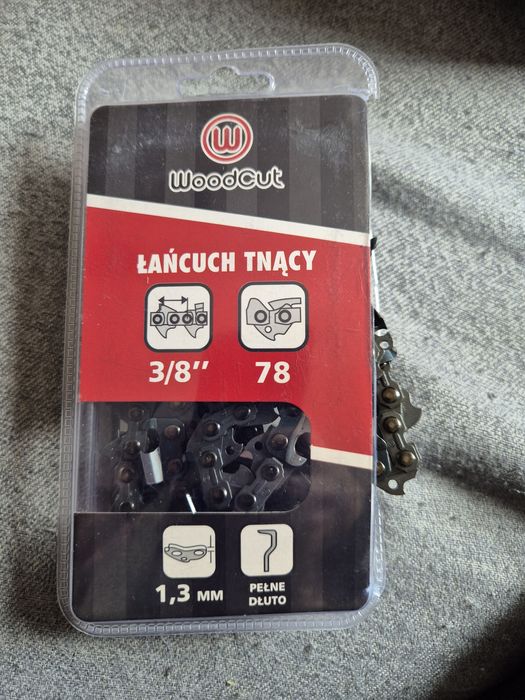 W
WoodCut
ŁAŃCUCH TNĄCY
3/8’’ 78
1,3 MM PEŁNE
DŁUTO